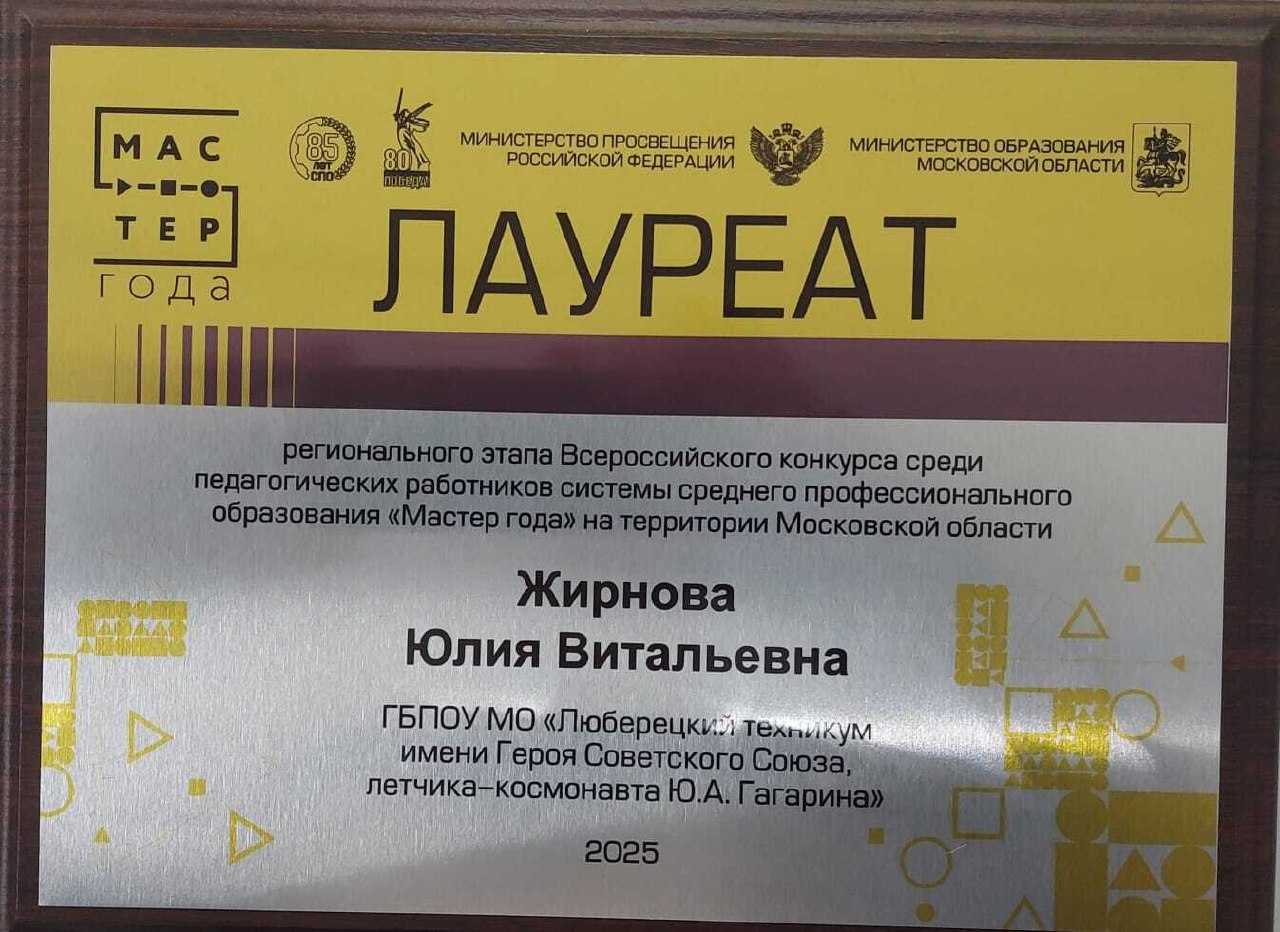 МАС
ТЕР
года
85
ЛЕТ
СПО
80
ПОБЕДА!
МИНИСТЕРСТВО ПРОСВЕЩЕНИЯ
РОССИЙСКОЙ ФЕДЕРАЦИИ
МИНИСТЕРСТВО ОБРАЗОВАНИЯ
МОСКОВСКОЙ ОБЛАСТИ
ЛАУРЕАТ
регионального этапа Всероссийского конкурса среди
педагогических работников системы среднего профессионального
образования «Мастер года» на территории Московской области
Жирнова
Юлия Витальевна
ГБПОУ МО «Люберецкий техникум
имени Героя Советского Союза,
летчика-космонавта Ю.А. Гагарина»
2025